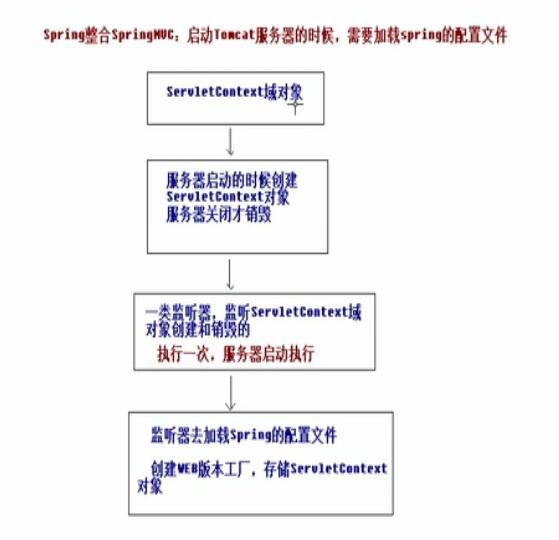 Spring整合SpringMVC：启动Tomcat服务器的时候，需要加载spring的配置文件
ServletContext域对象
服务器启动的时候创建
ServletContext对象
服务器关闭才销毁
一类监听器，监听ServletContext域
对象创建和销毁的
执行一次，服务器启动执行
监听器去加载Spring的配置文件
创建WEB版本工厂，存储ServletContext
对象